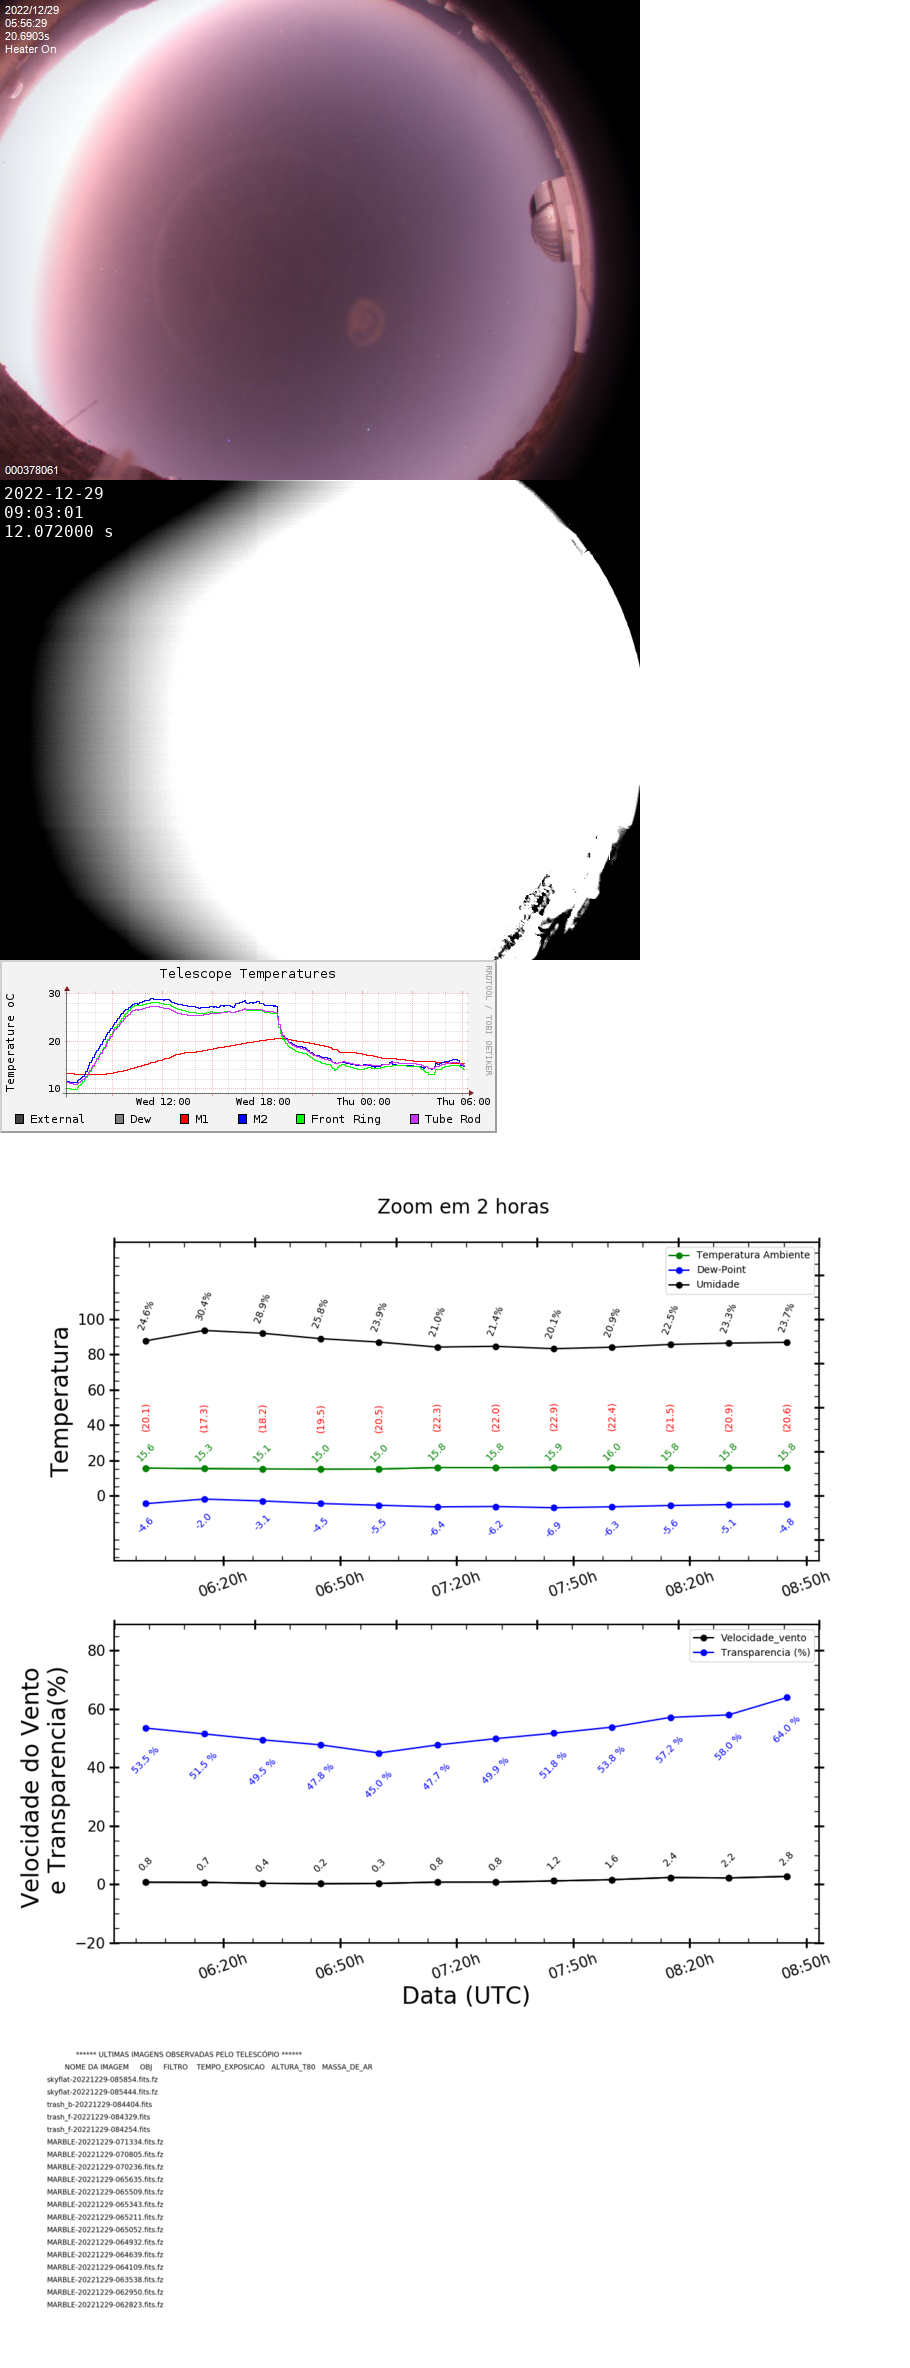 2022/12/29
05:56:29
20.6903s
Heater On
000378061
2022-12-29
09:03:01
12.072000 s
Telescope Temperatures
RRDTOOL / TOBI OETIKER
Temperature oC
30
20
10
Wed 12:00 Wed 18:00 Thu 00:00 Thu 06:00
External Dew M1 M2 Front Ring Tube Rod
Zoom em 2 horas
Temperatura Ambiente
Dew-Point
Umidade
Temperatura
100
80
60
40
20
0
24.6% 30.4% 28.9% 25.8% 23.9% 21.0% 21.4% 20.1% 20.9% 22.5% 23.3% 23.7%
(20.1) (17.3) (18.2) (19.5) (20.5) (22.3) (22.0) (22.9) (22.4) (21.5) (20.9) (20.6)
15.6 15.3 15.1 15.0 15.0 15.8 15.8 15.9 16.0 15.8 15.8 15.8
-4.6 -2.0 -3.1 -4.5 -5.5 -6.4 -6.2 -6.9 -6.3 -5.6 -5.1 -4.8
06:20h 06:50h 07:20h 07:50h 08:20h 08:50h
Velocidade_vento
Transparencia (%)
Velocidade do Vento
e Transparencia(%)
80
60
40
20
0
−20
53.5 % 51.5 % 49.5 % 47.8 % 45.0 % 47.7 % 49.9 % 51.8 % 53.8 % 57.2 % 58.0 % 64.0 %
0.8 0.7 0.4 0.2 0.3 0.8 0.8 1.2 1.6 2.4 2.2 2.8
06:20h 06:50h 07:20h 07:50h 08:20h 08:50h
Data (UTC)
****** ULTIMAS IMAGENS OBSERVADAS PELO TELESCÓPIO ******
NOME DA IMAGEM OBJ FILTRO TEMPO_EXPOSICAO ALTURA_T80 MASSA_DE_AR
skyflat-20221229-085854.fits.fz
skyflat-20221229-085444.fits.fz
trash_b-20221229-084404.fits
trash_f-20221229-084329.fits
trash_f-20221229-084254.fits
MARBLE-20221229-071334.fits.fz
MARBLE-20221229-070805.fits.fz
MARBLE-20221229-070236.fits.fz
MARBLE-20221229-065635.fits.fz
MARBLE-20221229-065509.fits.fz
MARBLE-20221229-065343.fits.fz
MARBLE-20221229-065211.fits.fz
MARBLE-20221229-065052.fits.fz
MARBLE-20221229-064932.fits.fz
MARBLE-20221229-064639.fits.fz
MARBLE-20221229-064109.fits.fz
MARBLE-20221229-063538.fits.fz
MARBLE-20221229-062950.fits.fz
MARBLE-20221229-062823.fits.fz